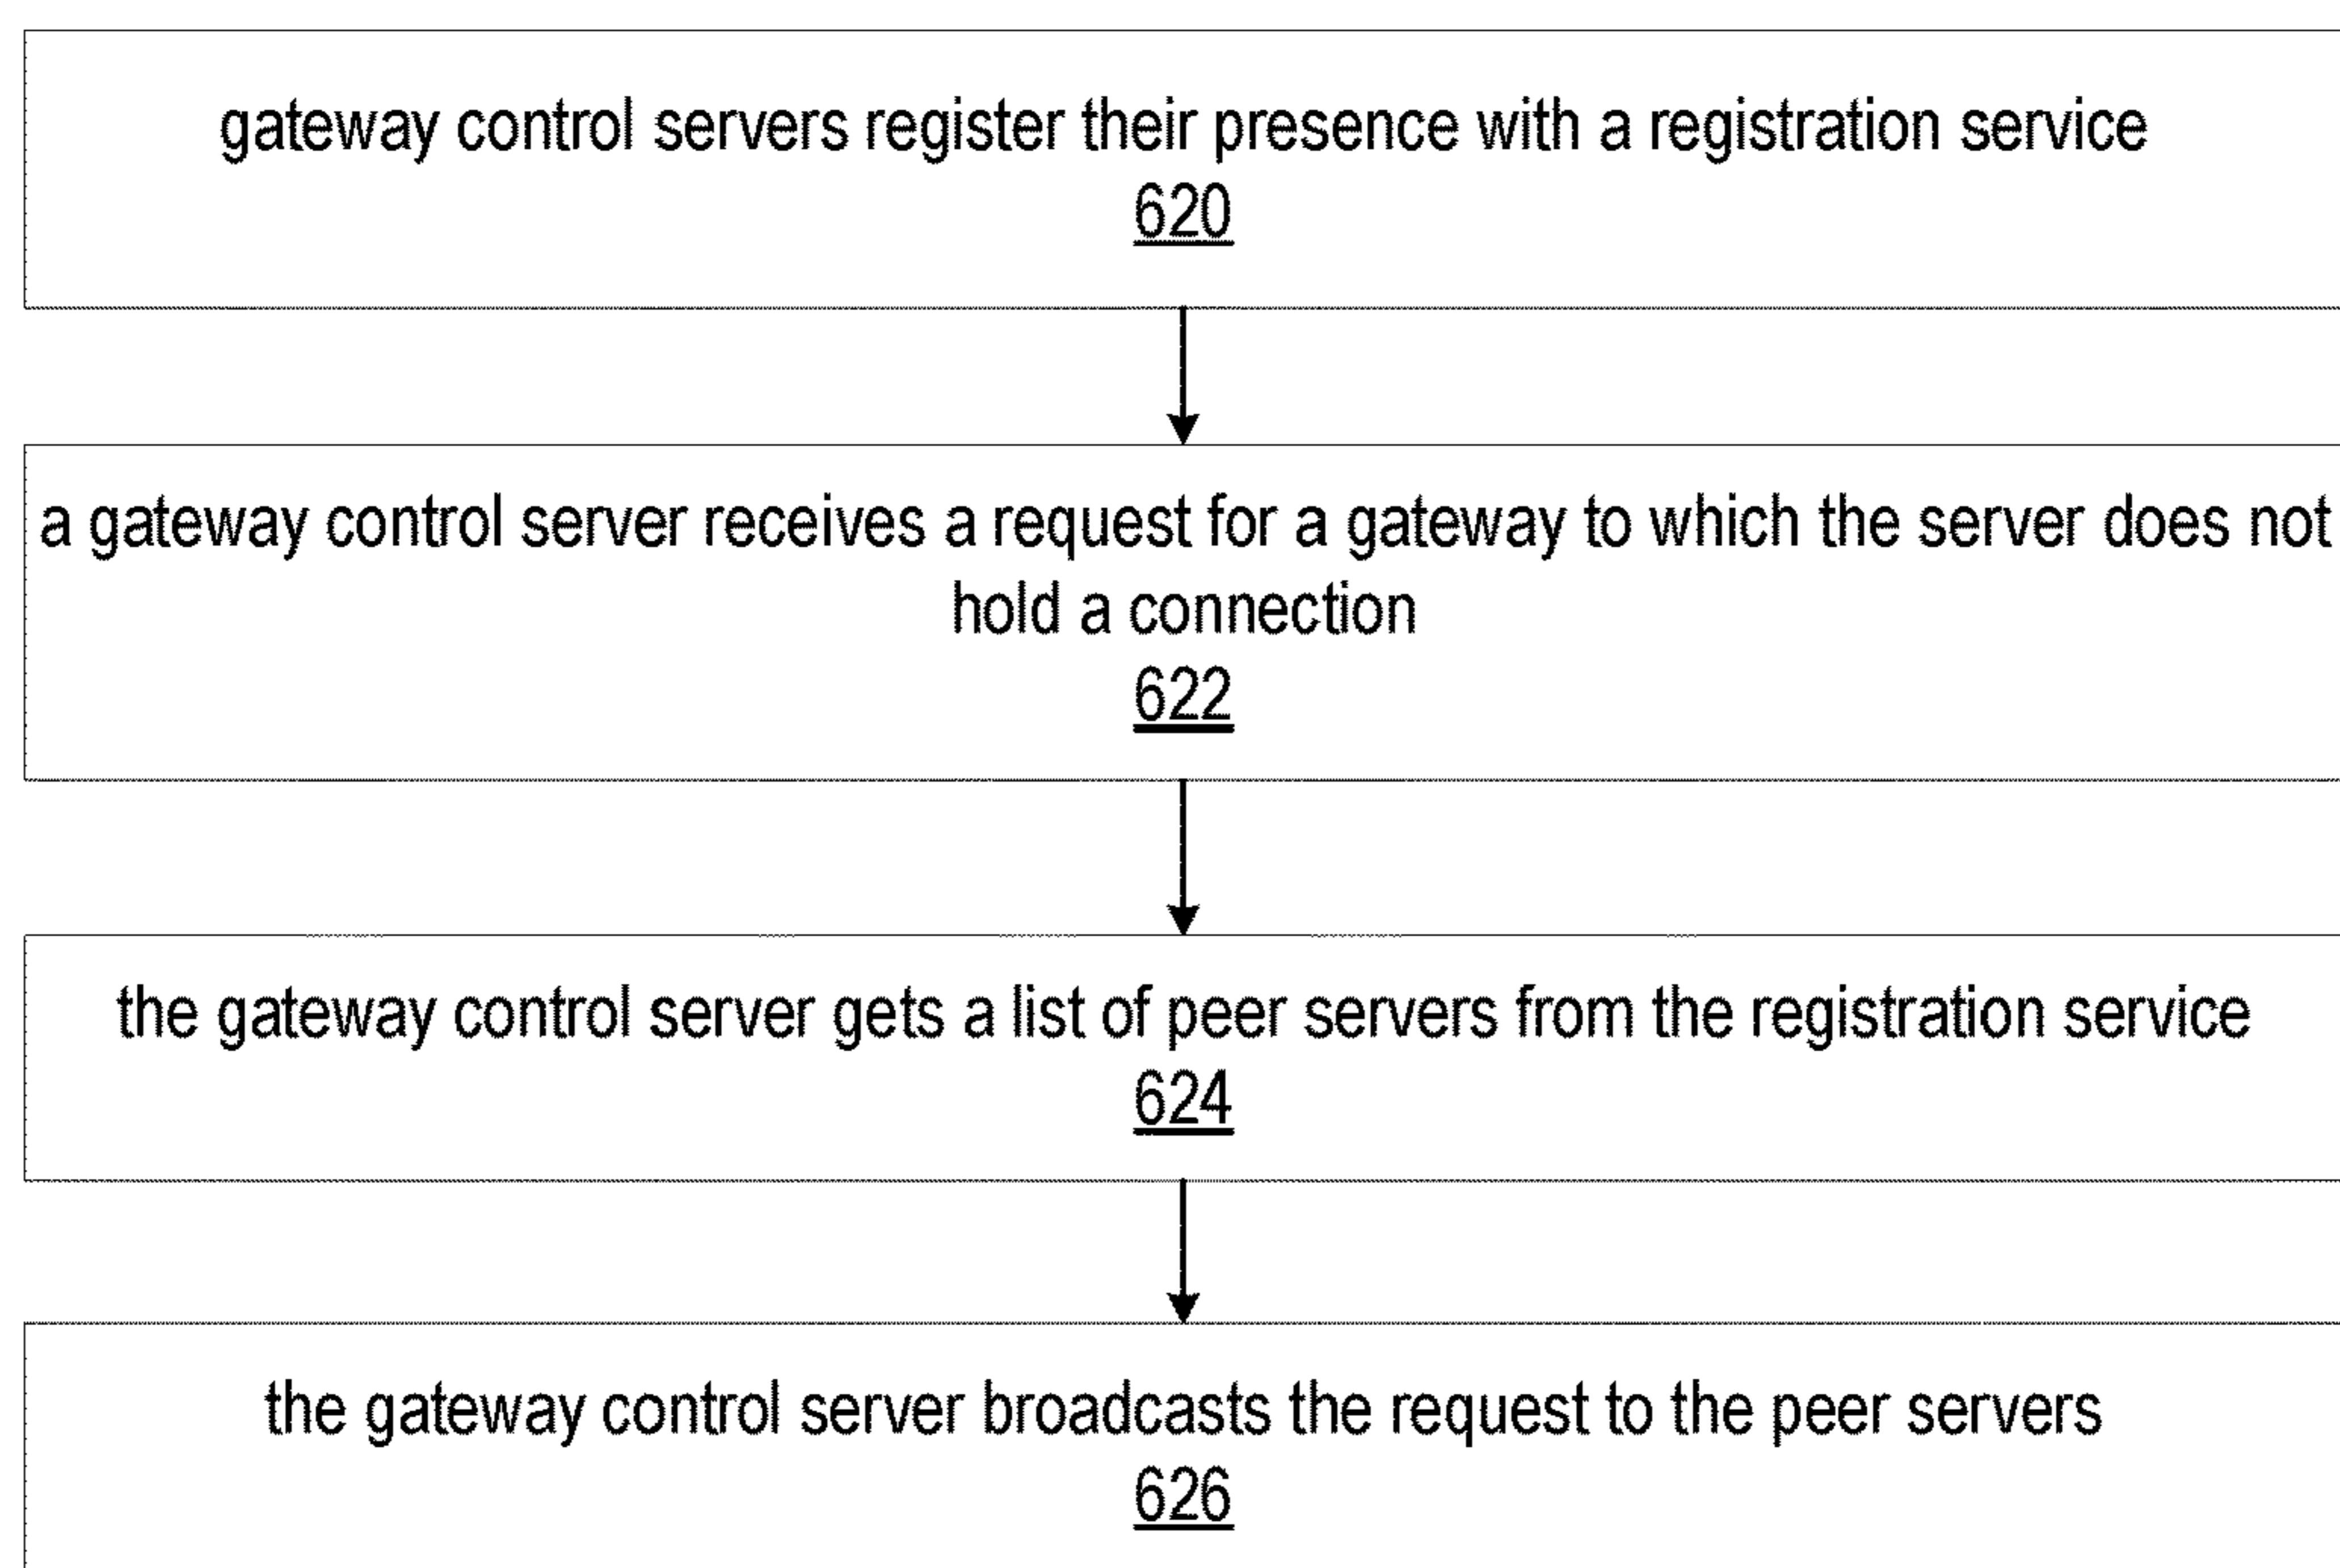 gateway control servers register their presence with a registration service
620
a gateway control server receives a request for a gateway to which the server does not
hold a connection
622
the gateway control server gets a list of peer servers from the registration service
624
the gateway control server broadcasts the request to the peer servers
626